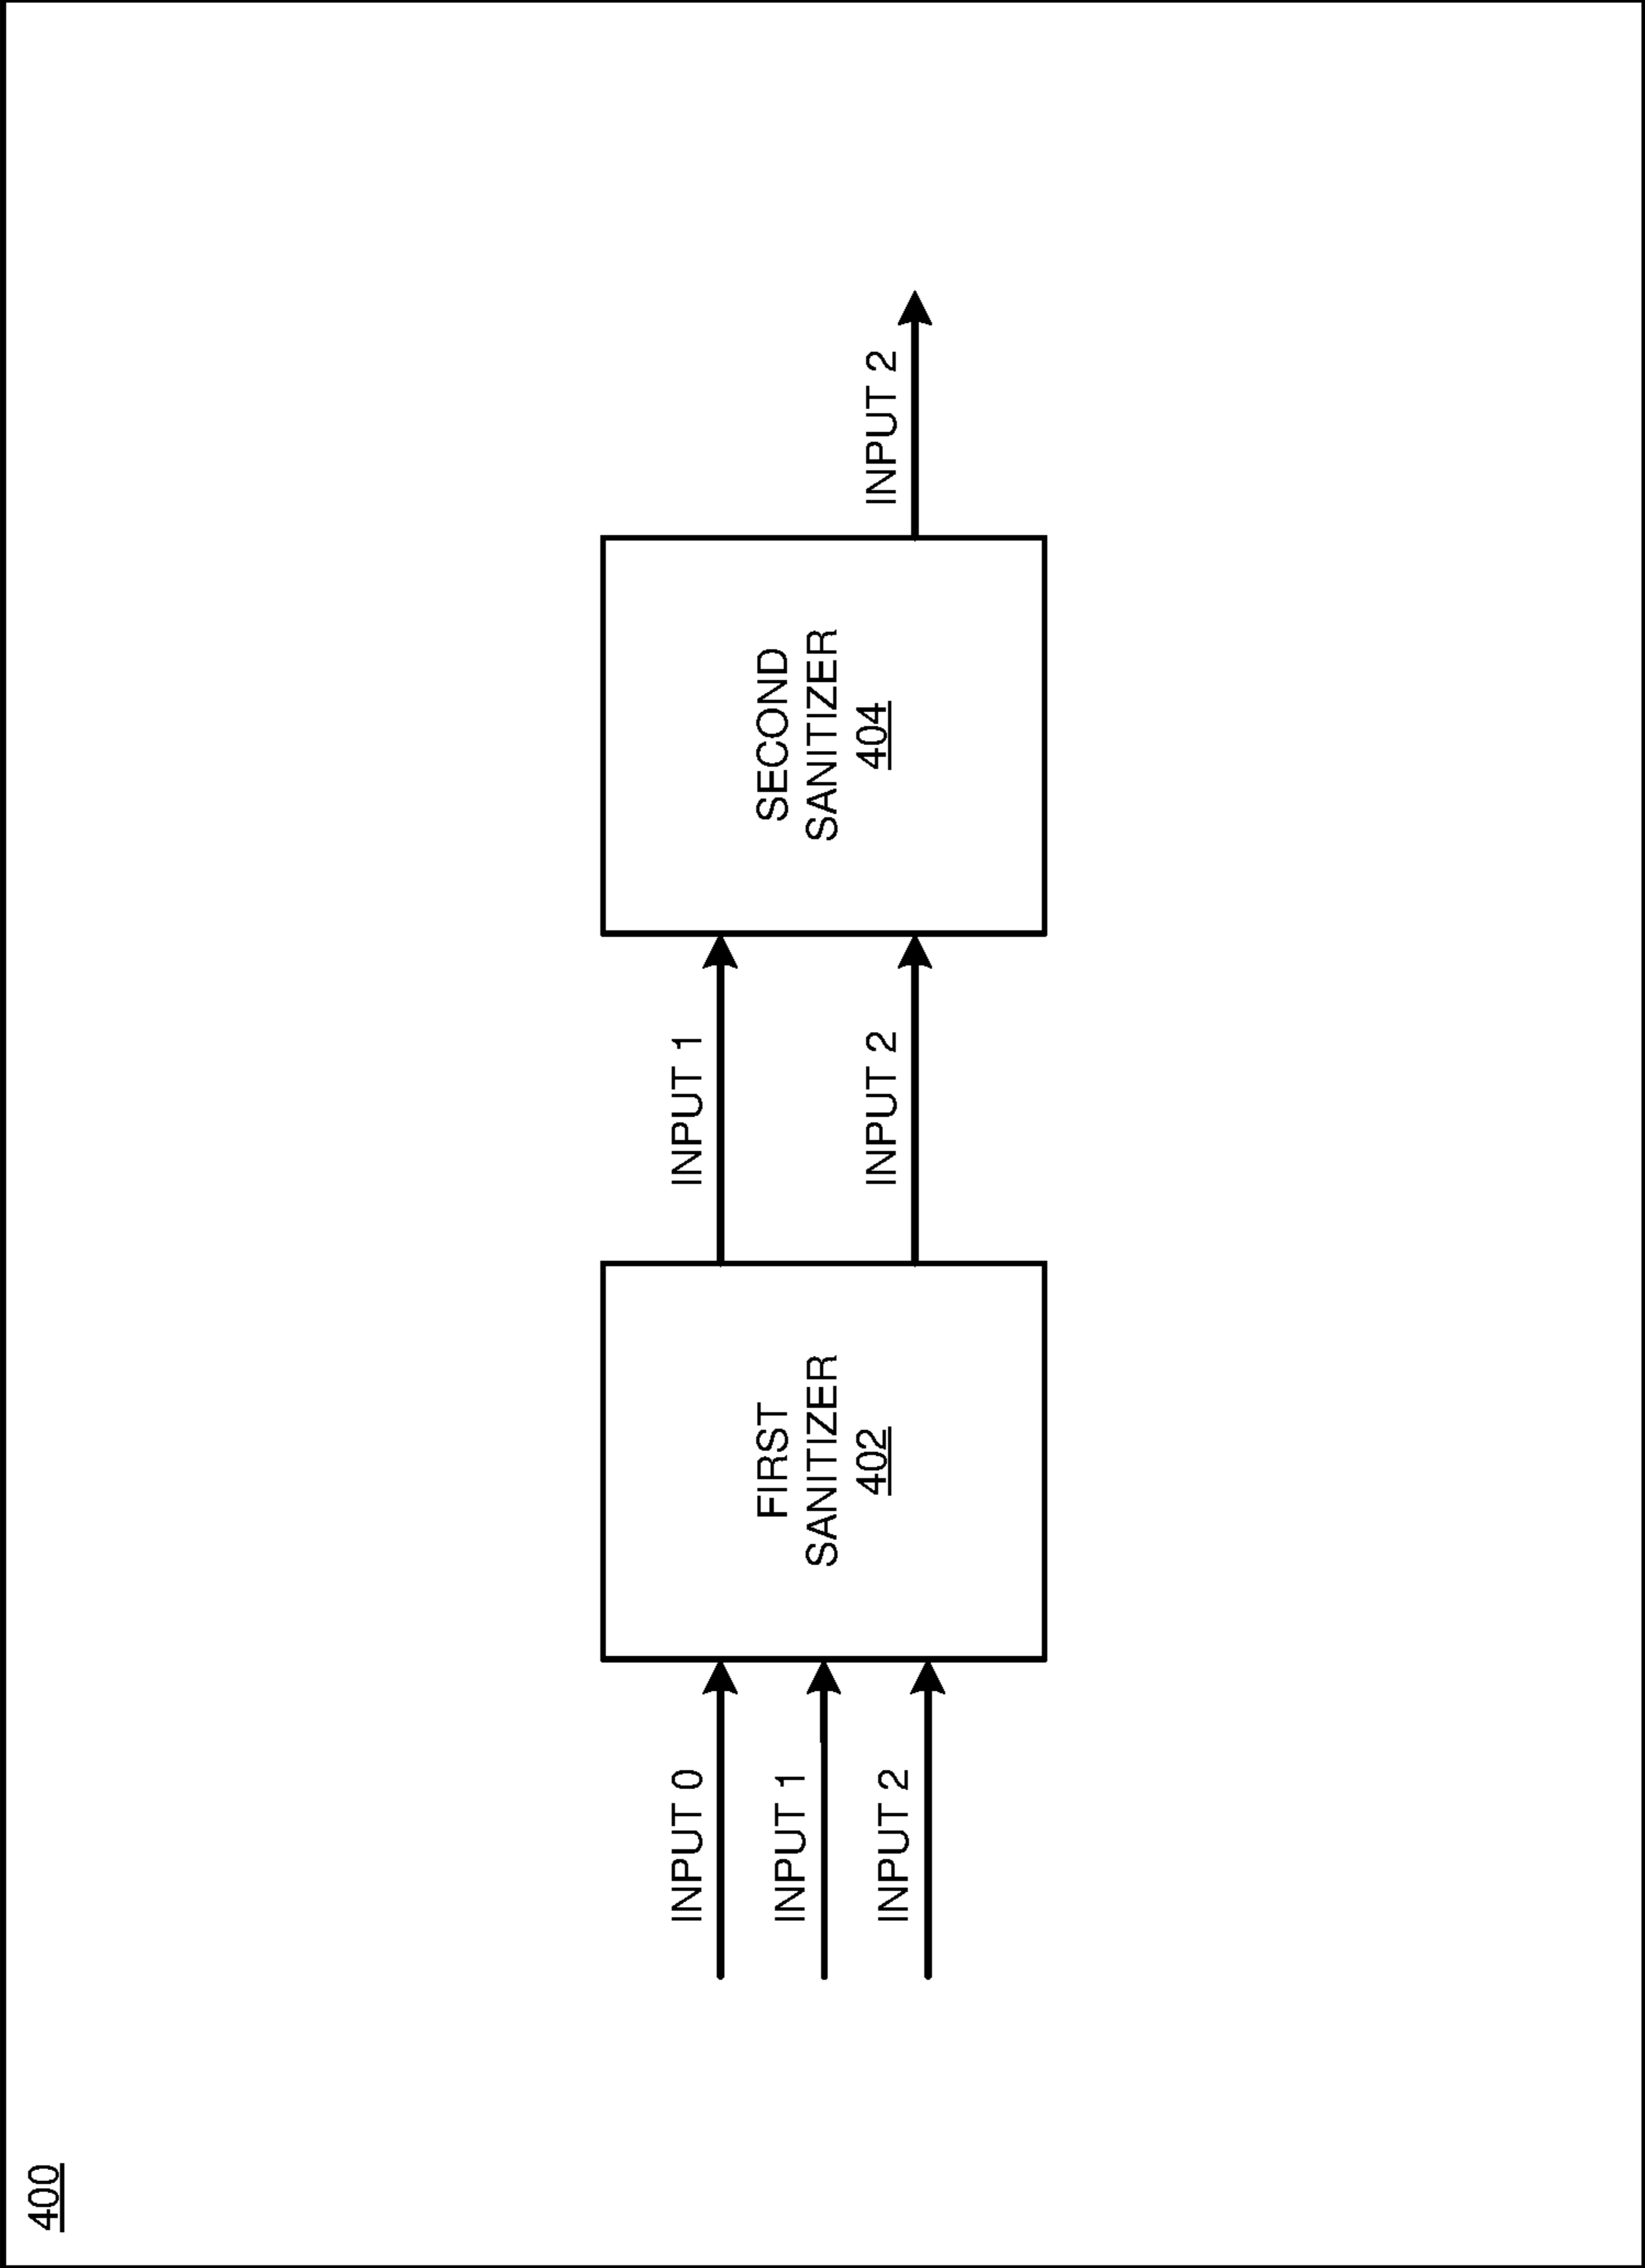 400
INPUT 0
INPUT 1
INPUT 2
FIRST
SANITIZER
402
INPUT 1
INPUT 2
SECOND
SANITIZER
404
INPUT 2